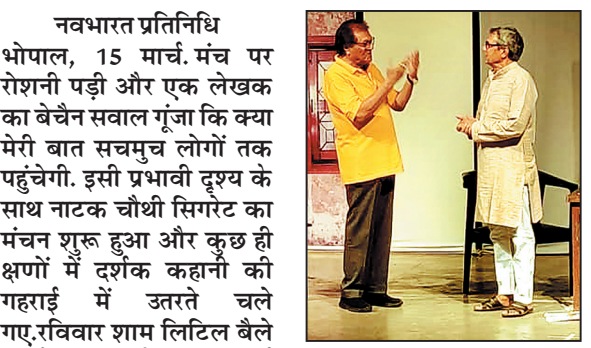 नवभारत प्रतिनिधि
भोपाल, 15 मार्च. मंच पर
रोशनी पड़ी और एक लेखक
का बेचैन सवाल गूंजा कि क्या
मेरी बात सचमुच लोगों तक
पहुंचेगी. इसी प्रभावी दृश्य के
साथ नाटक चौथी सिगरेट का
मंचन शुरू हुआ और कुछ ही
क्षणों में दर्शक कहानी की
गहराई में उतरते चले
गए.रविवार शाम लिटिल बैले